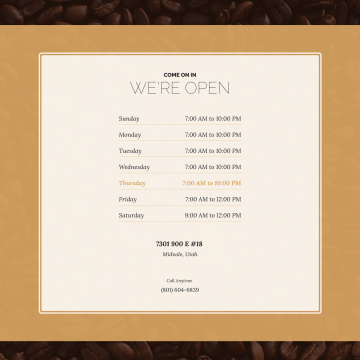 COME ON IN
WE'RE OPEN
Sunday 7:00 AM to 10:00 PM
Monday 7:00 AM to 10:00 PM
Tuesday 7:00 AM to 10:00 PM
Wednesday 7:00 AM to 10:00 PM
Thursday 7:00 AM to 10:00 PM
Friday 7:00 AM to 12:00 PM
Saturday 9:00 AM to 12:00 PM
7301 900 E #18
Midvale, Utah
Call Anytime
(801) 604-6839